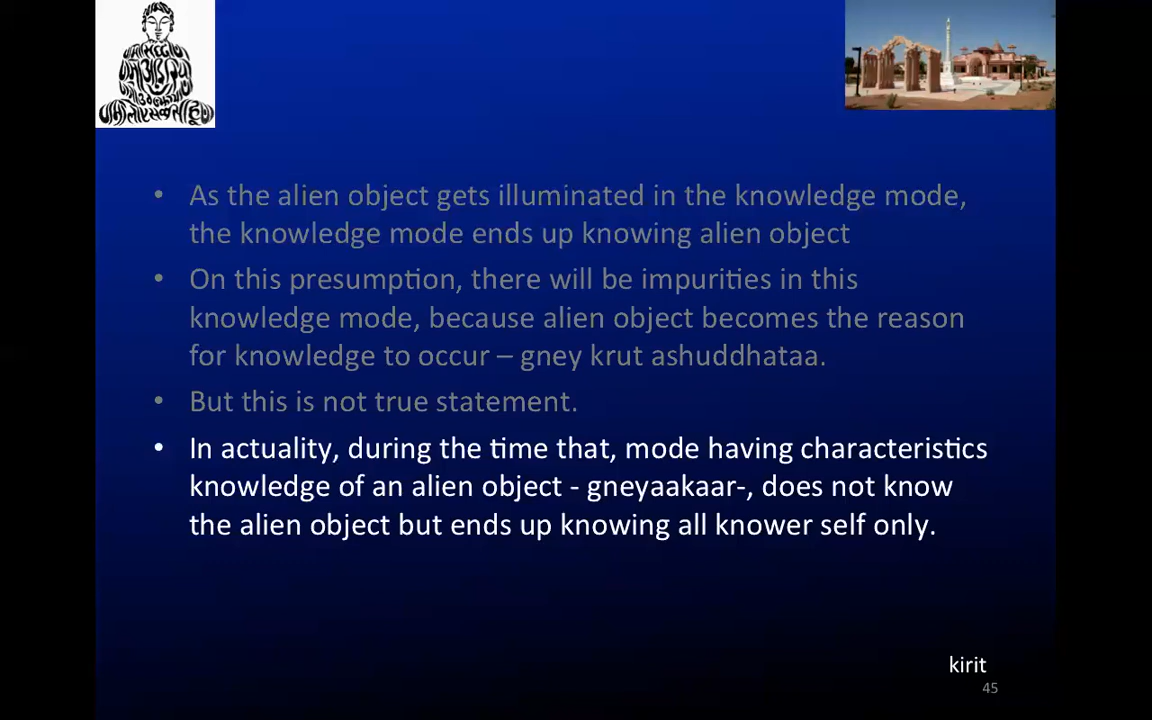 • As the alien object gets illuminated in the knowledge mode,
the knowledge mode ends up knowing alien object
• On this presumption, there will be impurities in this
knowledge mode, because alien object becomes the reason
for knowledge to occur – gney krut ashuddhataa.
• But this is not true statement.
• In actuality, during the time that, mode having characteristics
knowledge of an alien object - gneyaakaar-, does not know
the alien object but ends up knowing all knower self only.
kirit
45